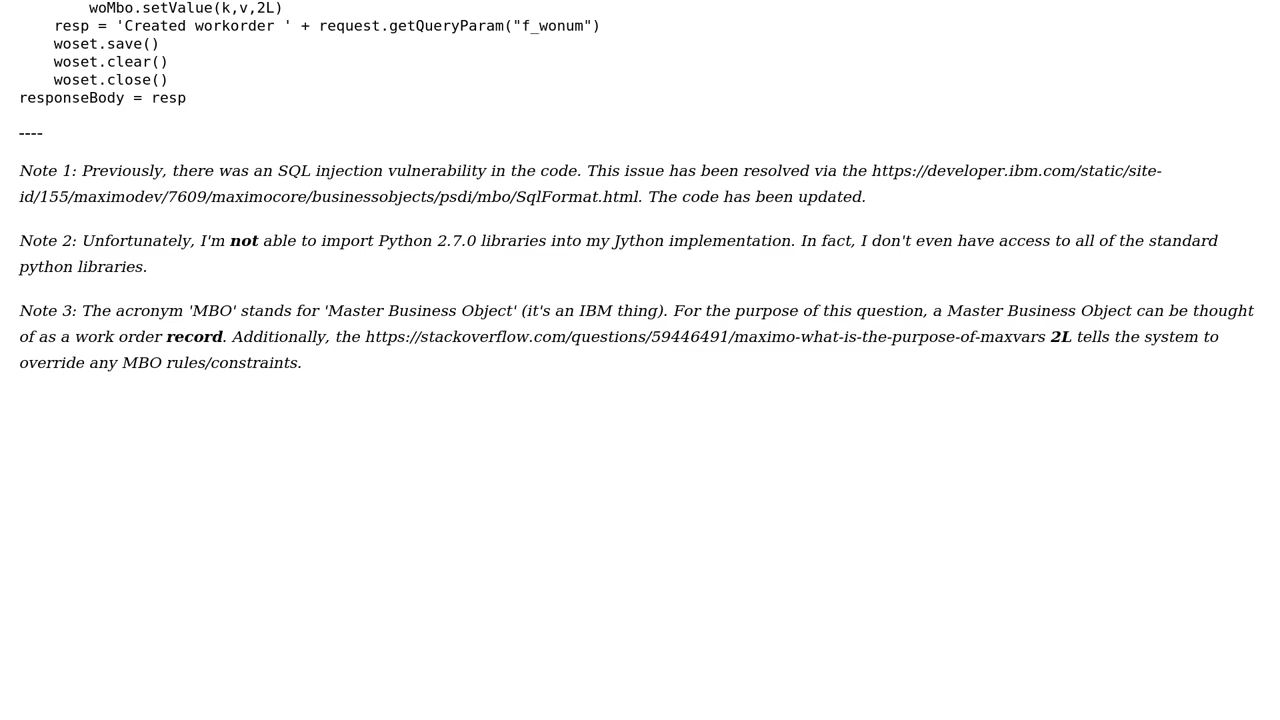 woMbo.setValue(k,v,2L)
    resp = 'Created workorder ' + request.getQueryParam("f_wonum")
    woset.save()
    woset.clear()
    woset.close()
responseBody = resp
----
Note 1: Previously, there was an SQL injection vulnerability in the code. This issue has been resolved via the https://developer.ibm.com/static/site-
id/155/maximodev/7609/maximocore/businessobjects/psdi/mbo/SqlFormat.html. The code has been updated.
Note 2: Unfortunately, I'm not able to import Python 2.7.0 libraries into my Jython implementation. In fact, I don't even have access to all of the standard
python libraries.
Note 3: The acronym 'MBO' stands for 'Master Business Object' (it's an IBM thing). For the purpose of this question, a Master Business Object can be thought
of as a work order record. Additionally, the https://stackoverflow.com/questions/59446491/maximo-what-is-the-purpose-of-maxvars 2L tells the system to
override any MBO rules/constraints.